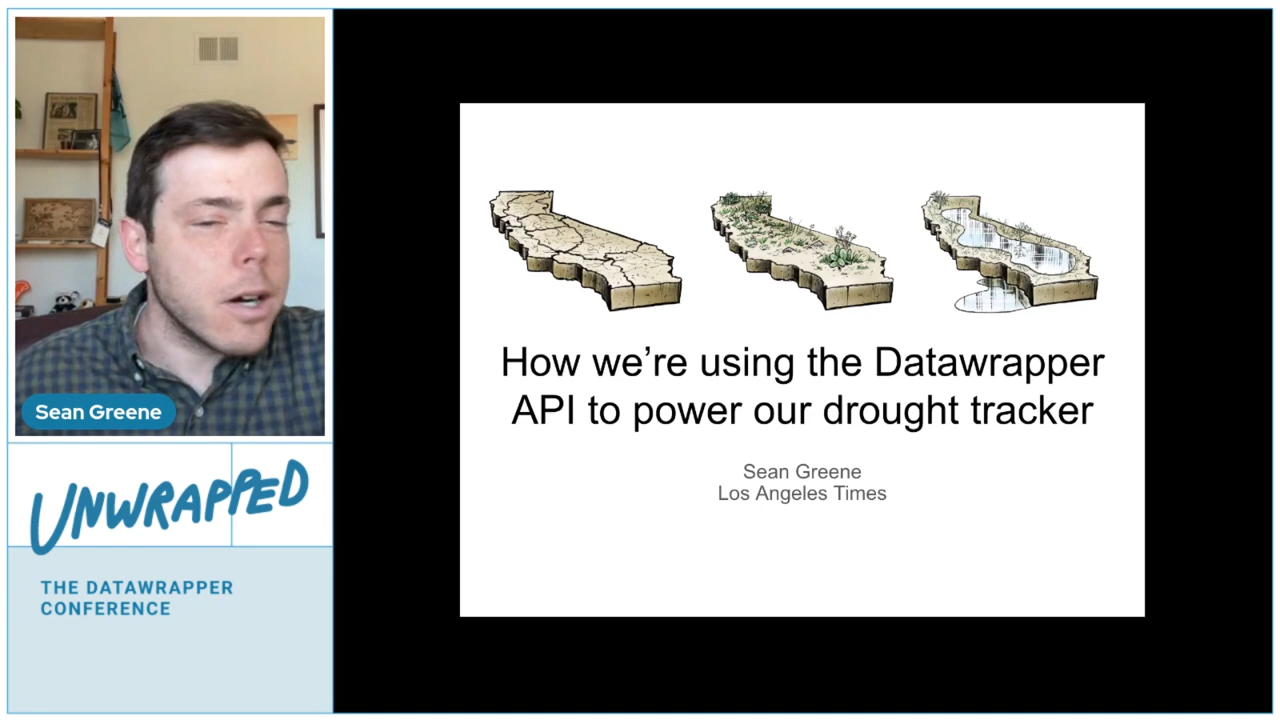 Sean Greene
UNWRAPPED
THE DATAWRAPPER
CONFERENCE
How we’re using the Datawrapper
API to power our drought tracker
Sean Greene
Los Angeles Times